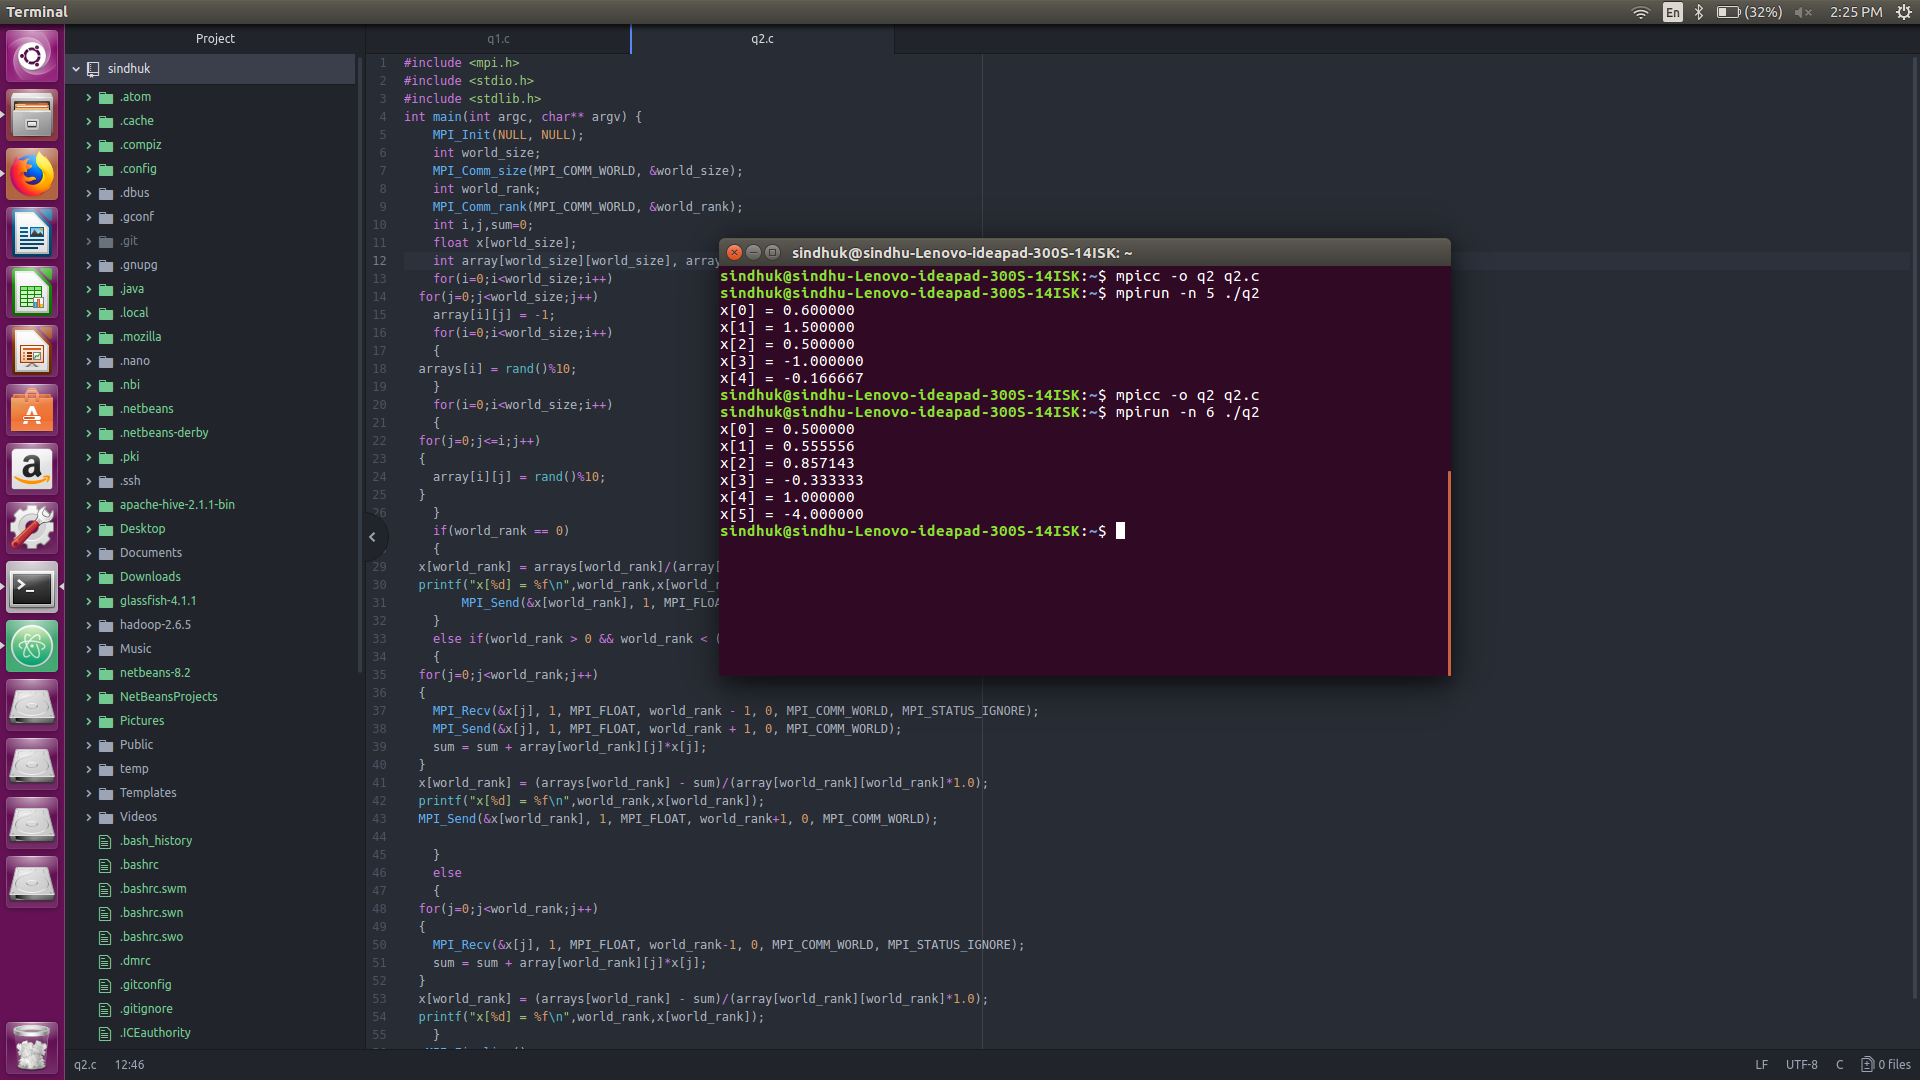 Terminal
En
(32%)
2:25 PM
Project
q1.c
q2.c
sindhuk
.atom
.cache
.compiz
.config
.dbus
.gconf
.git
.gnupg
.java
.local
.mozilla
.nano
.nbi
.netbeans
.netbeans-derby
.pki
.ssh
apache-hive-2.1.1-bin
Desktop
Documents
Downloads
glassfish-4.1.1
hadoop-2.6.5
Music
netbeans-8.2
NetBeansProjects
Pictures
Public
temp
Templates
Videos
.bash_history
.bashrc
.bashrc.swm
.bashrc.swn
.bashrc.swo
.dmrc
.gitconfig
.gitignore
.ICEauthority
1 #include <mpi.h>
2 #include <stdio.h>
3 #include <stdlib.h>
4 int main(int argc, char** argv) {
5 MPI_Init(NULL, NULL);
6 int world_size;
7 MPI_Comm_size(MPI_COMM_WORLD, &world_size);
8 int world_rank;
9 MPI_Comm_rank(MPI_COMM_WORLD, &world_rank);
10 int i,j,sum=0;
11 float x[world_size];
12 int array[world_size][world_size], array
13 for(i=0;i<world_size;i++)
14 for(j=0;j<world_size;j++)
15 array[i][j] = -1;
16 for(i=0;i<world_size;i++)
17 {
18 arrays[i] = rand()%10;
19 }
20 for(i=0;i<world_size;i++)
21 {
22 for(j=0;j<=i;j++)
23 {
24 array[i][j] = rand()%10;
25 }
26 }
if(world_rank == 0)
{
29 x[world_rank] = arrays[world_rank]/(array[
30 printf("x[%d] = %f\n",world_rank,x[world_r
31 MPI_Send(&x[world_rank], 1, MPI_FLOA
32 }
33 else if(world_rank > 0 && world_rank < (
34 {
35 for(j=0;j<world_rank;j++)
36 {
37 MPI_Recv(&x[j], 1, MPI_FLOAT, world_rank - 1, 0, MPI_COMM_WORLD, MPI_STATUS_IGNORE);
38 MPI_Send(&x[j], 1, MPI_FLOAT, world_rank + 1, 0, MPI_COMM_WORLD);
39 sum = sum + array[world_rank][j]*x[j];
40 }
41 x[world_rank] = (arrays[world_rank] - sum)/(array[world_rank][world_rank]*1.0);
42 printf("x[%d] = %f\n",world_rank,x[world_rank]);
43 MPI_Send(&x[world_rank], 1, MPI_FLOAT, world_rank+1, 0, MPI_COMM_WORLD);
44
45 }
46 else
47 {
48 for(j=0;j<world_rank;j++)
49 {
50 MPI_Recv(&x[j], 1, MPI_FLOAT, world_rank-1, 0, MPI_COMM_WORLD, MPI_STATUS_IGNORE);
51 sum = sum + array[world_rank][j]*x[j];
52 }
53 x[world_rank] = (arrays[world_rank] - sum)/(array[world_rank][world_rank]*1.0);
54 printf("x[%d] = %f\n",world_rank,x[world_rank]);
55 }
sindhuk@sindhu-Lenovo-ideapad-300S-14ISK: ~
sindhuk@sindhu-Lenovo-ideapad-300S-14ISK:~$ mpicc -o q2 q2.c
sindhuk@sindhu-Lenovo-ideapad-300S-14ISK:~$ mpirun -n 5 ./q2
x[0] = 0.600000
x[1] = 1.500000
x[2] = 0.500000
x[3] = -1.000000
x[4] = -0.166667
sindhuk@sindhu-Lenovo-ideapad-300S-14ISK:~$ mpicc -o q2 q2.c
sindhuk@sindhu-Lenovo-ideapad-300S-14ISK:~$ mpirun -n 6 ./q2
x[0] = 0.500000
x[1] = 0.555556
x[2] = 0.857143
x[3] = -0.333333
x[4] = 1.000000
x[5] = -4.000000
sindhuk@sindhu-Lenovo-ideapad-300S-14ISK:~$
q2.c 12:46
LF UTF-8 C 0 files